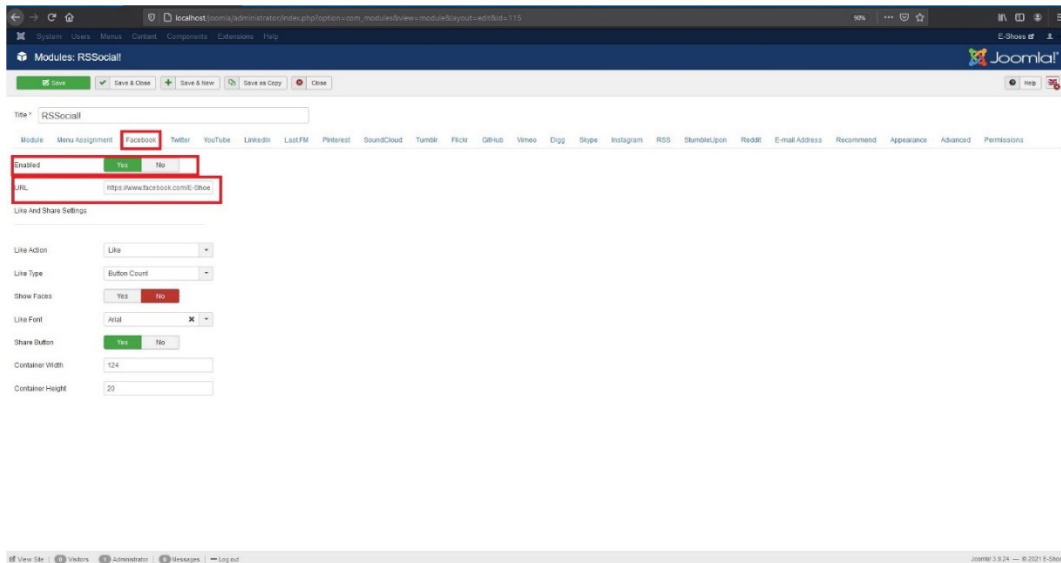 localhost/joomla/administrator/index.php?option=com_modules&view=module&layout=edit&id=115
90%
System Users Menus Content Components Extensions Help
E-Shoes
Modules: RSSocial!
Joomla!
Save
Save & Close
Save & New
Save as Copy
Close
Help
Title * RSSocial!
Module Menu Assignment Facebook Twitter YouTube LinkedIn Last.FM Pinterest SoundCloud Tumblr Flickr GitHub Vimeo Digg Skype Instagram RSS StumbleUpon Reddit E-mail Address Recommend Appearance Advanced Permissions
Enabled Yes No
URL https://www.facebook.com/E-Shoe
Like And Share Settings
Like Action Like
Like Type Button Count
Show Faces Yes No
Like Font Arial
Share Button Yes No
Container Width 124
Container Height 20
View Site 0 Visitors 1 Administrator 0 Messages Log out
Joomla! 3.9.24 — © 2021 E-Shoes